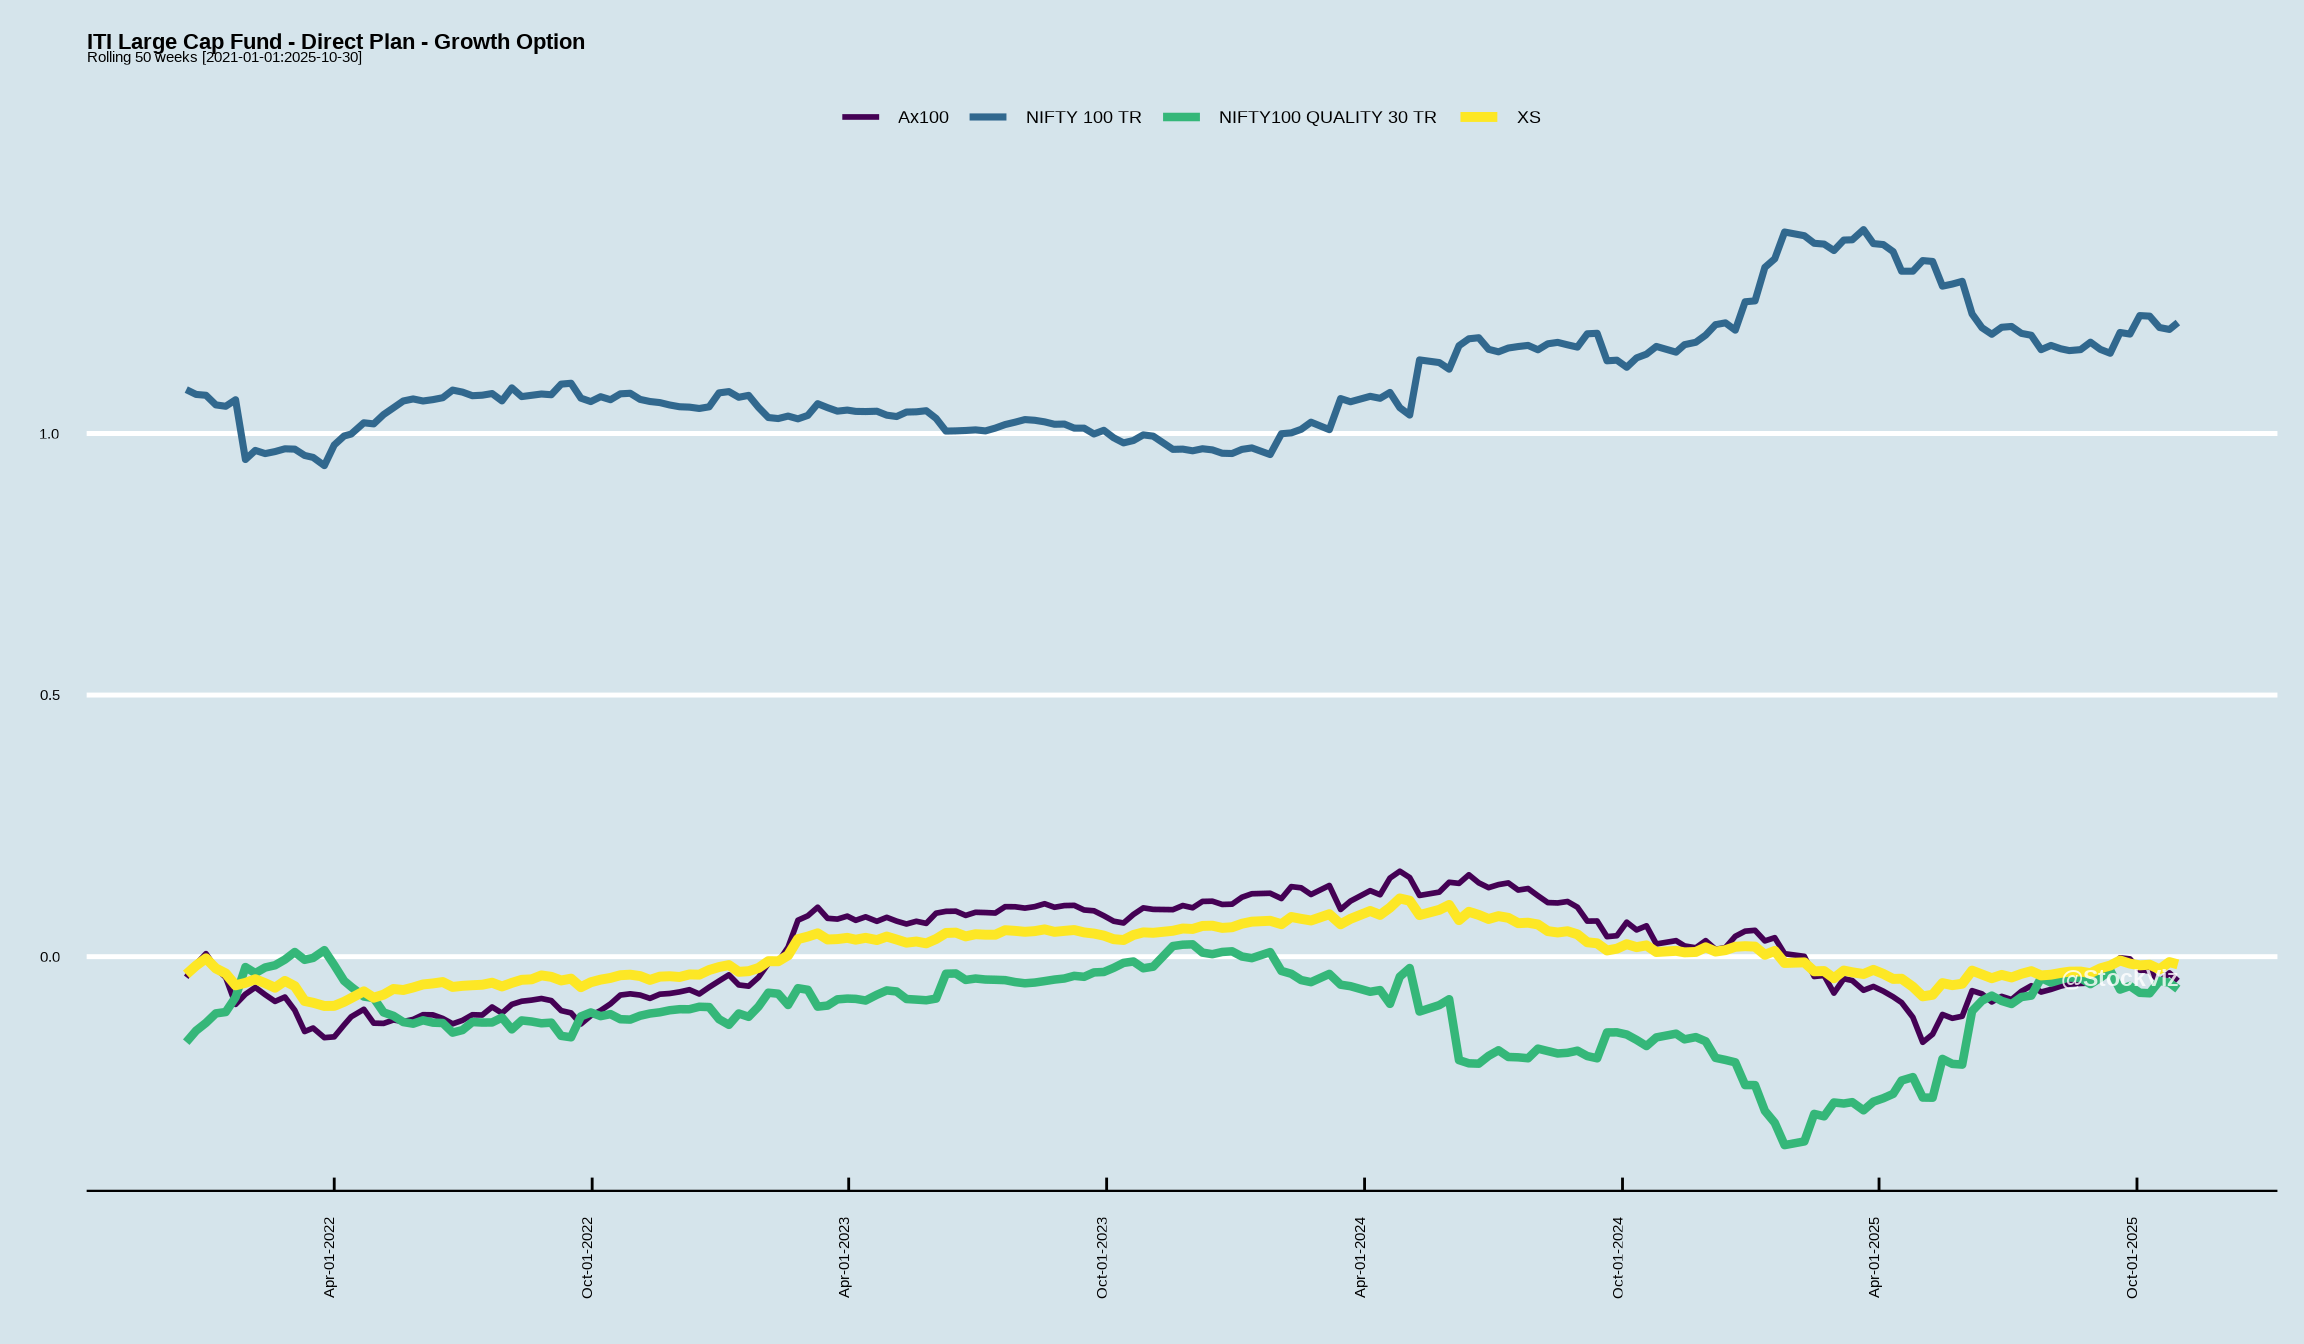 ITI Large Cap Fund - Direct Plan - Growth Option
Rolling 50 weeks [2021-01-01:2025-10-30]
Ax100 NIFTY 100 TR NIFTY100 QUALITY 30 TR XS
1.0
0.5
0.0
@StockViz
Apr-01-2022
Oct-01-2022
Apr-01-2023
Oct-01-2023
Apr-01-2024
Oct-01-2024
Apr-01-2025
Oct-01-2025